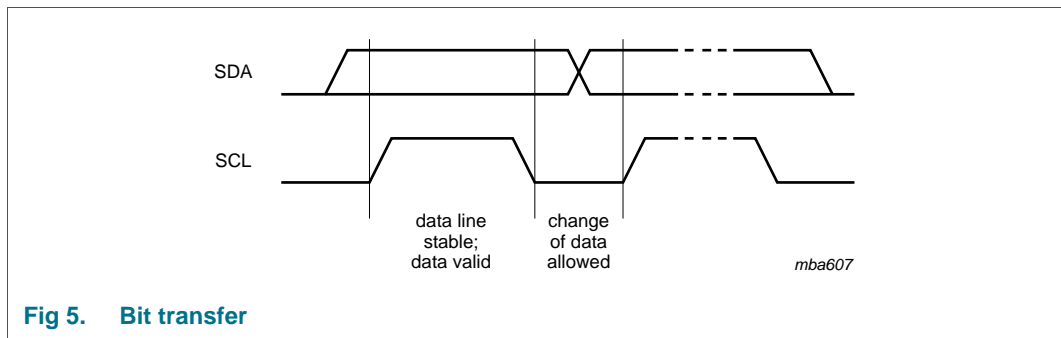 SDA
SCL
data line
stable;
data valid
change
of data
allowed
mba607
Fig 5. Bit transfer